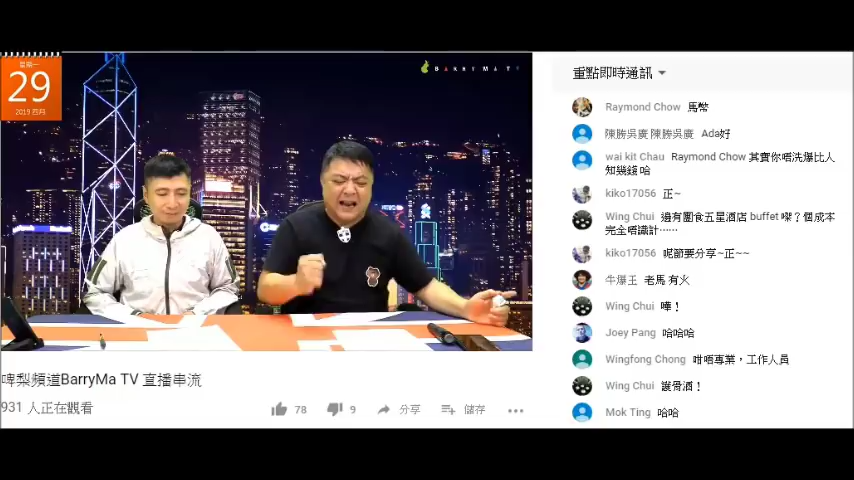 星期一
29
2019 四月
BARRYMA TV
重點即時通訊
Raymond Chow 馬幣
陳勝吳廣 陳勝吳廣 Ada好
wai kit Chau Raymond Chow 其實你唔洗爆比人
知幾錢哈
kiko17056 正~
Wing Chui 邊有團食五星酒店 buffet 㗎？個成本
完全唔識計⋯⋯
kiko17056 呢節要分享~正~~
牛爆王 老馬 有火
Wing Chui 嘩！
Joey Pang 哈哈哈
Wingfong Chong 咁唔專業，工作人員
Wing Chui 護骨酒！
Mok Ting 哈哈
啤梨頻道BarryMa TV 直播串流
931 人正在觀看
78
9
分享
儲存